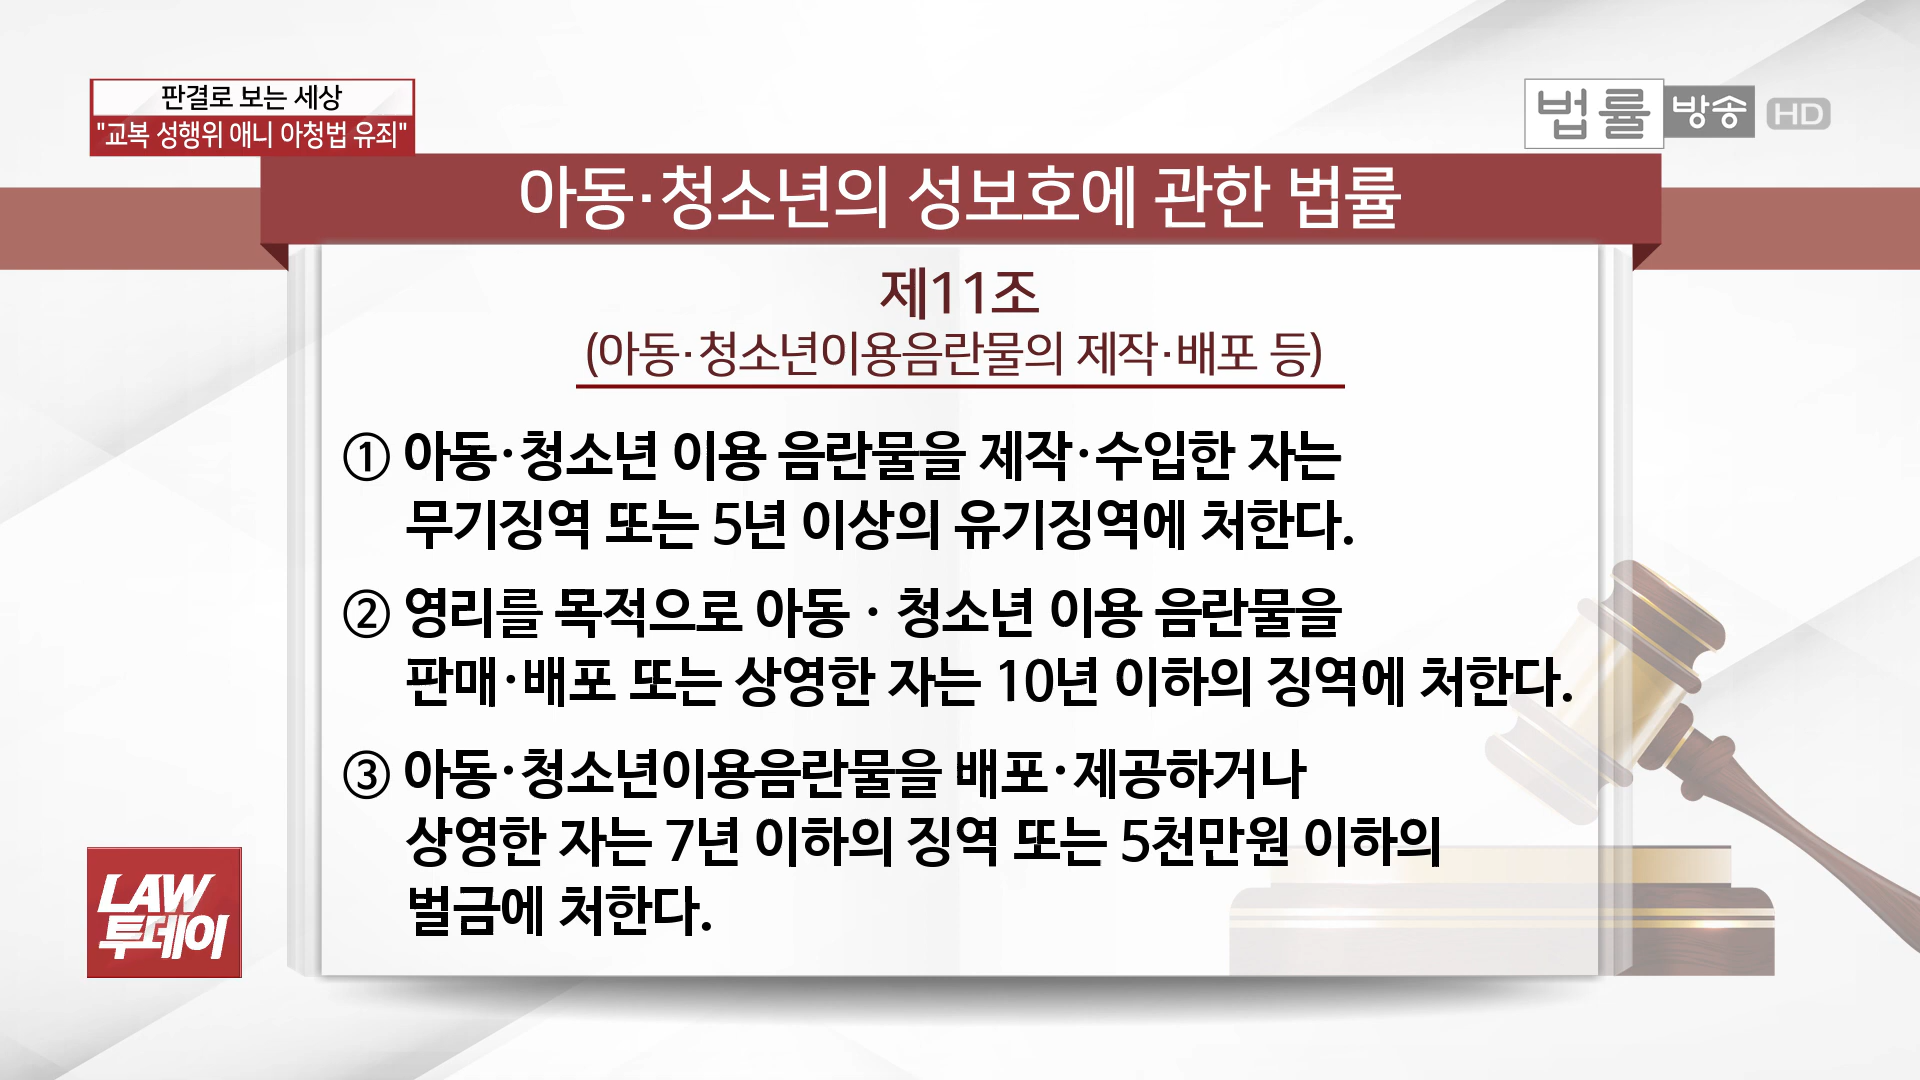 판결로 보는 세상
"교복 성행위 애니 아청법 유죄"
법률방송 HD
아동·청소년의 성보호에 관한 법률
제11조
(아동·청소년이용음란물의 제작·배포 등)
① 아동·청소년 이용 음란물을 제작·수입한 자는
무기징역 또는 5년 이상의 유기징역에 처한다.
② 영리를 목적으로 아동 · 청소년 이용 음란물을
판매·배포 또는 상영한 자는 10년 이하의 징역에 처한다.
③ 아동·청소년이용음란물을 배포·제공하거나
상영한 자는 7년 이하의 징역 또는 5천만원 이하의
벌금에 처한다.
LAW
투데이